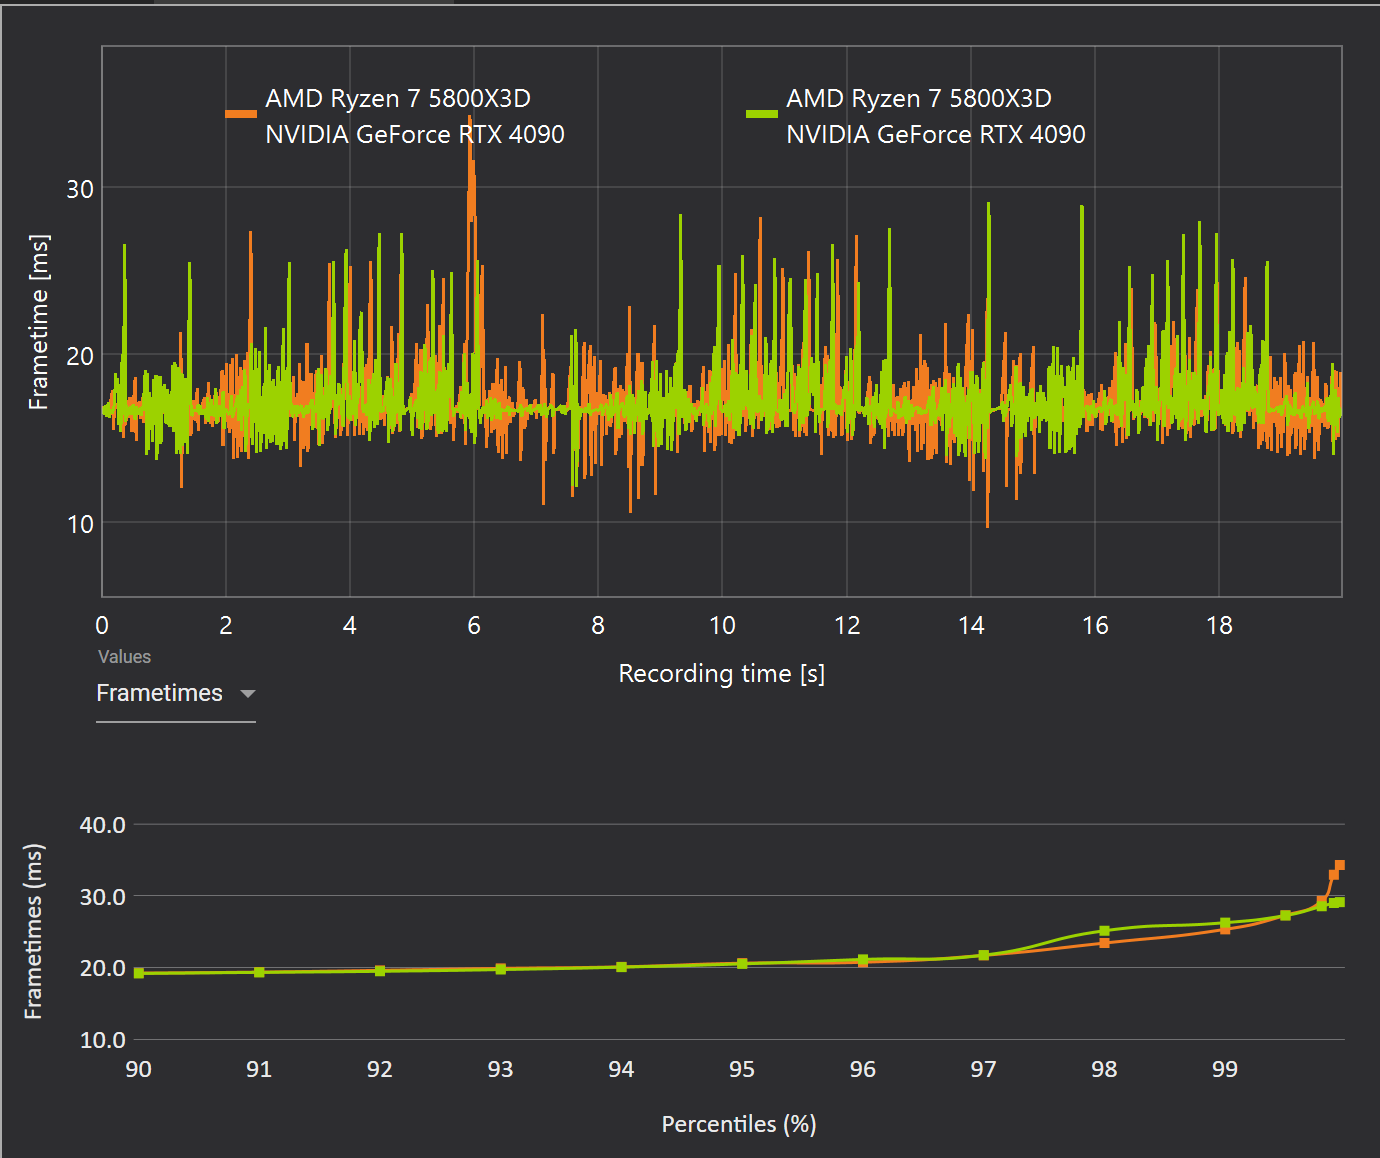 AMD Ryzen 7 5800X3D
NVIDIA GeForce RTX 4090
AMD Ryzen 7 5800X3D
NVIDIA GeForce RTX 4090
Frametime [ms]
30
20
10
0 2 4 6 8 10 12 14 16 18
Recording time [s]
Values
Frametimes
Frametimes (ms)
40.0
30.0
20.0
10.0
90 91 92 93 94 95 96 97 98 99
Percentiles (%)